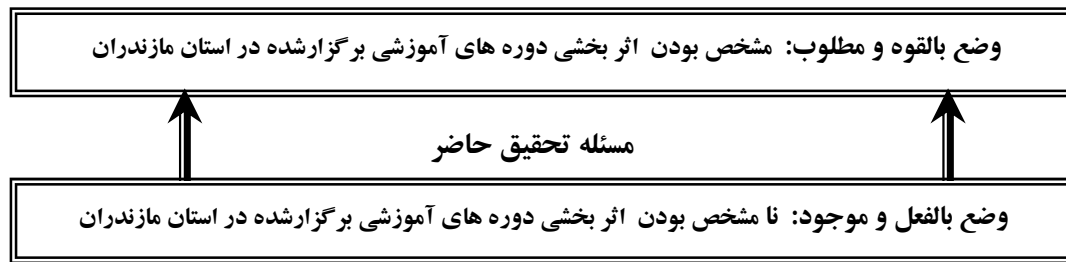 وضع بالقوه و مطلوب: مشخص بودن اثر بخشی دوره های آموزشی برگزارشده در استان مازندران
مسئله تحقیق حاضر
وضع بالفعل و موجود: نا مشخص بودن اثر بخشی دوره های آموزشی برگزارشده در استان مازندران